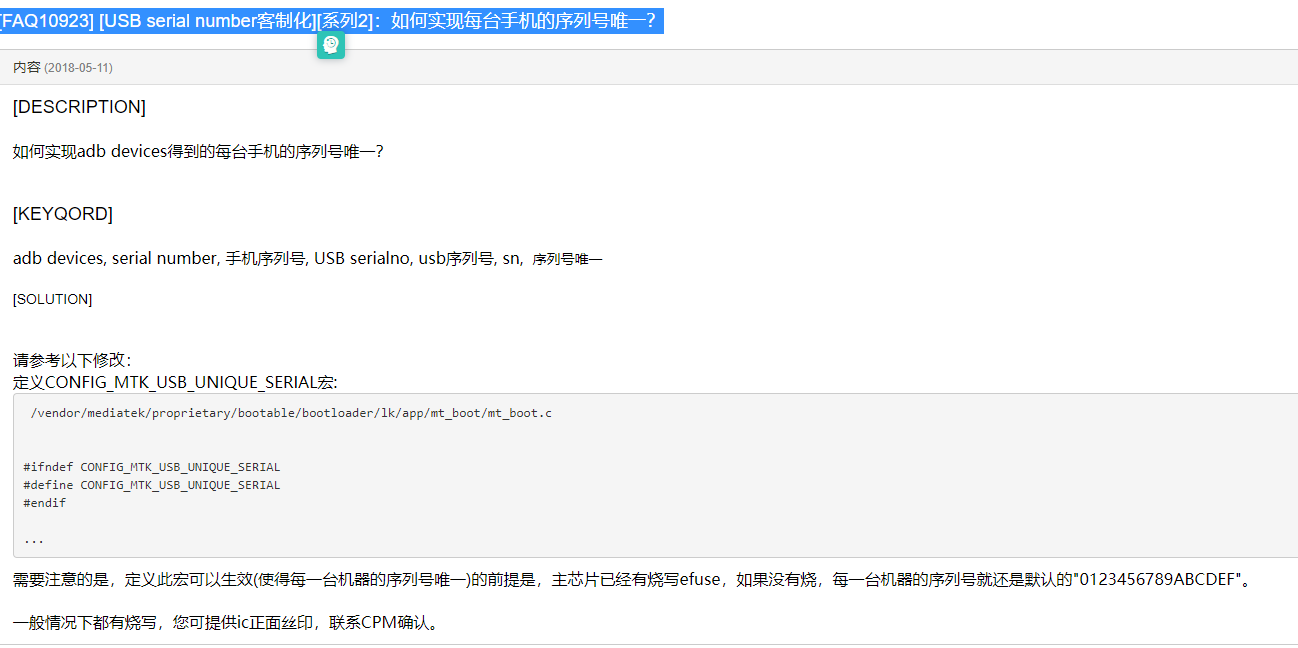 [FAQ10923] [USB serial number客制化][系列2]：如何实现每台手机的序列号唯一？
内容 (2018-05-11)
[DESCRIPTION]
如何实现adb devices得到的每台手机的序列号唯一？
[KEYQORD]
adb devices, serial number, 手机序列号, USB serialno, usb序列号, sn,  序列号唯一
[SOLUTION]
请参考以下修改：
定义CONFIG_MTK_USB_UNIQUE_SERIAL宏:
/vendor/mediatek/proprietary/bootable/bootloader/lk/app/mt_boot/mt_boot.c
#ifndef CONFIG_MTK_USB_UNIQUE_SERIAL
#define CONFIG_MTK_USB_UNIQUE_SERIAL
#endif
...
需要注意的是，定义此宏可以生效(使得每一台机器的序列号唯一)的前提是，主芯片已经有烧写efuse，如果没有烧，每一台机器的序列号就还是默认的"0123456789ABCDEF"。
一般情况下都有烧写，您可提供ic正面丝印，联系CPM确认。